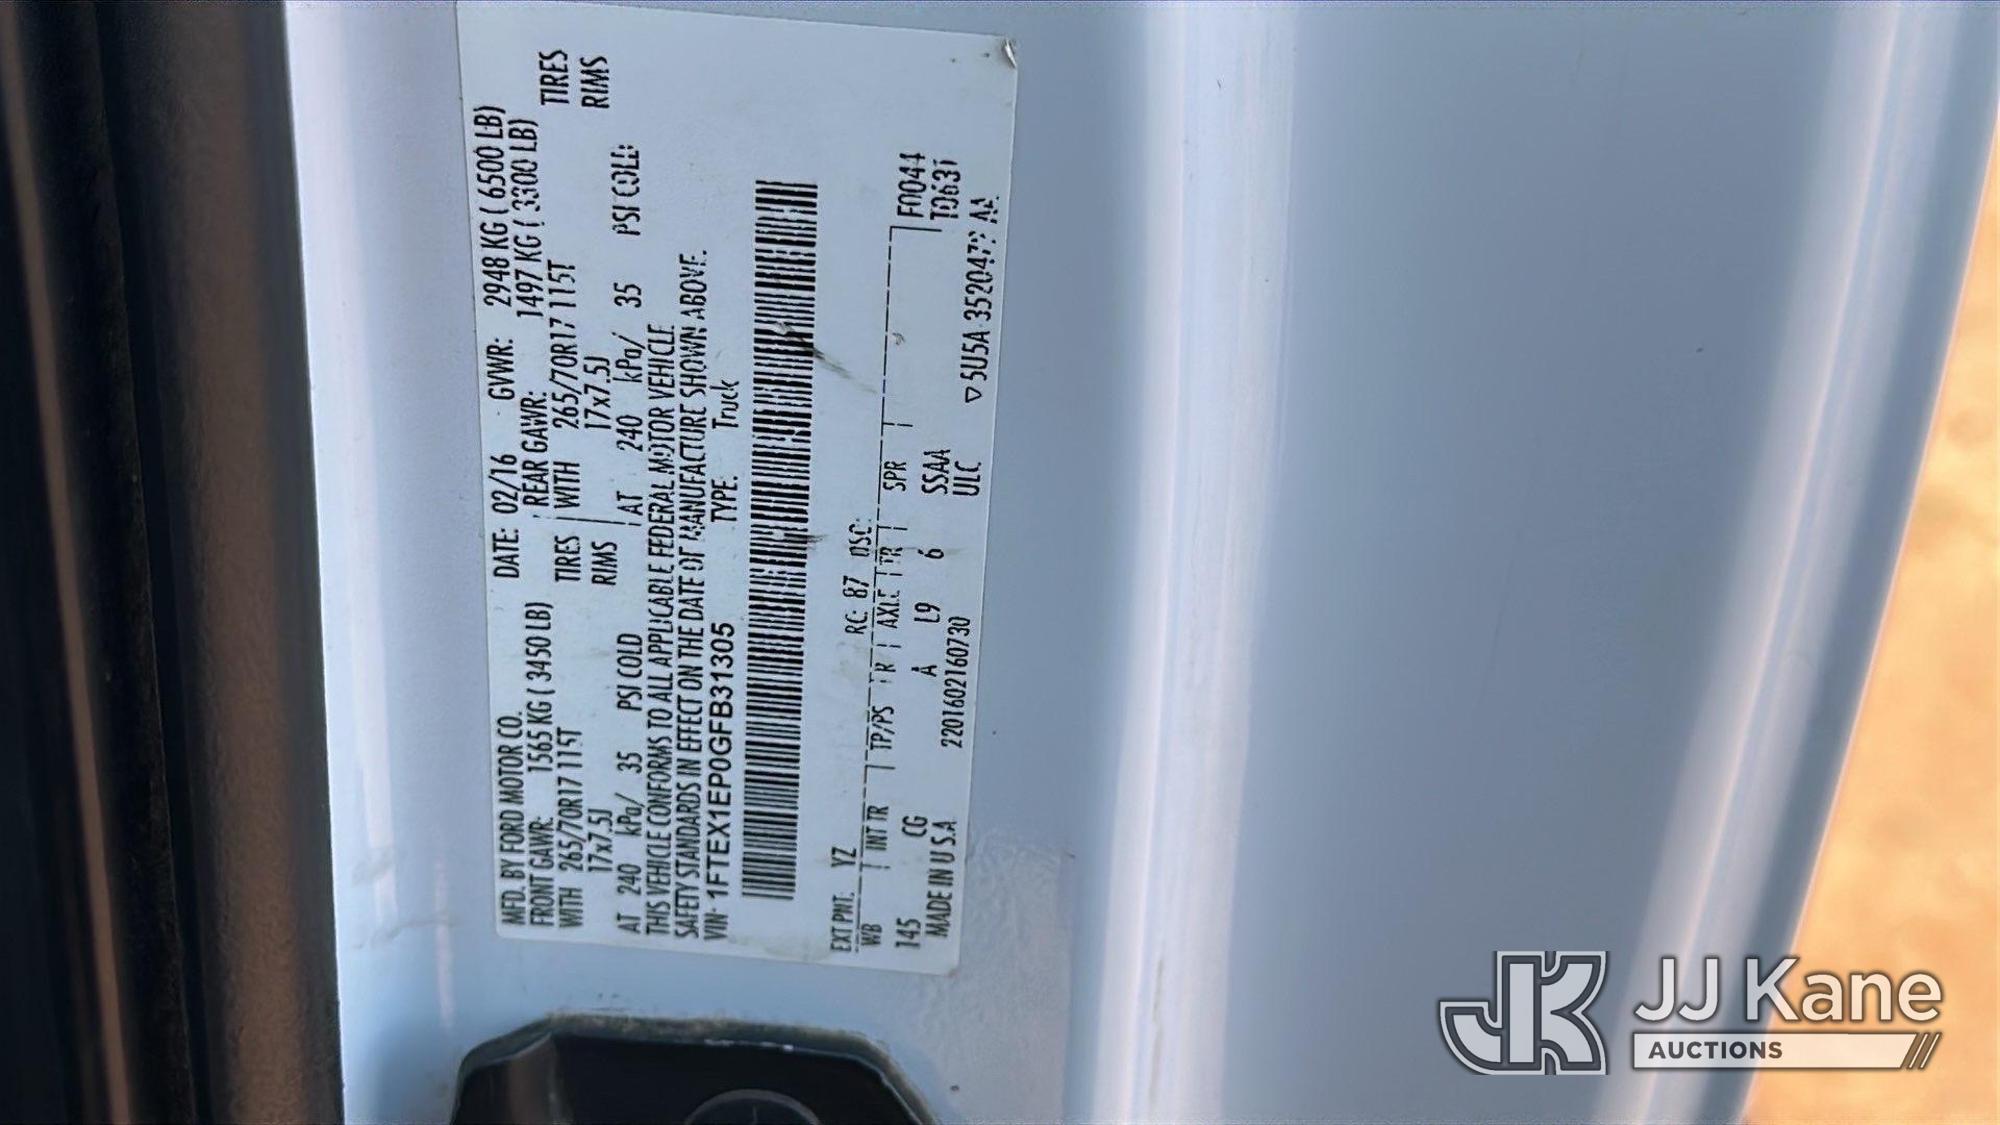 MFD. BY FORD MOTOR CO. DATE: 02/16 GVWR: 2948 KG ( 6500 LB)
FRONT GAWR: 1565 KG ( 3450 LB) REAR GAWR: 1497 KG ( 3300 LB)
WITH 265/70R17 115T TIRES WITH 265/70R17 115T TIRES
17x7.5J RIMS 17x7.5J RIMS
AT 240 kPa/ 35 PSI COLD AT 240 kPa/ 35 PSI COLD
THIS VEHICLE CONFORMS TO ALL APPLICABLE FEDERAL MOTOR VEHICLE
SAFETY STANDARDS IN EFFECT ON THE DATE OF MANUFACTURE SHOWN ABOVE.
VIN: 1FTEX1EP0GFB31305 TYPE: Truck
EXT PNT: YZ RC: 87 DSO: F0044
WB INT TR TP/PS R AXLE TR SPR T0631
145 CG A L9 6 SSAA
MADE IN U.S.A. 220160216 0730 ULC
JK JJ Kane
AUCTIONS